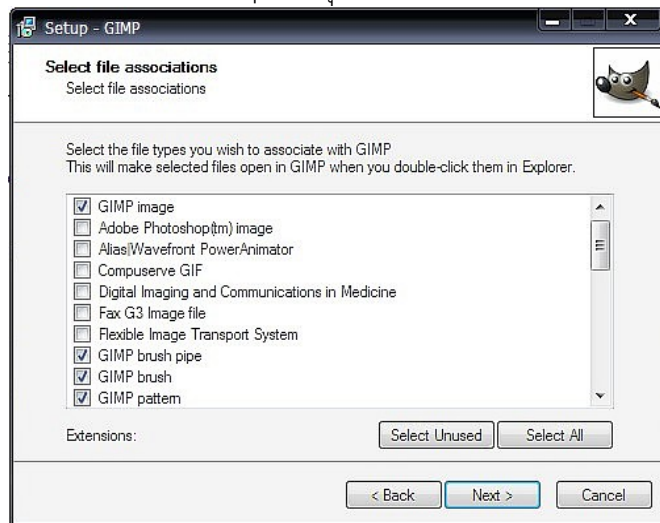 Setup - GIMP
Select file associations
Select file associations
Select the file types you wish to associate with GIMP
This will make selected files open in GIMP when you double-click them in Explorer.
GIMP image
Adobe Photoshop(tm) image
Alias|Wavefront PowerAnimator
Compuserve GIF
Digital Imaging and Communications in Medicine
Fax G3 Image file
Flexible Image Transport System
GIMP brush pipe
GIMP brush
GIMP pattern
Extensions:
Select Unused
Select All
< Back
Next >
Cancel